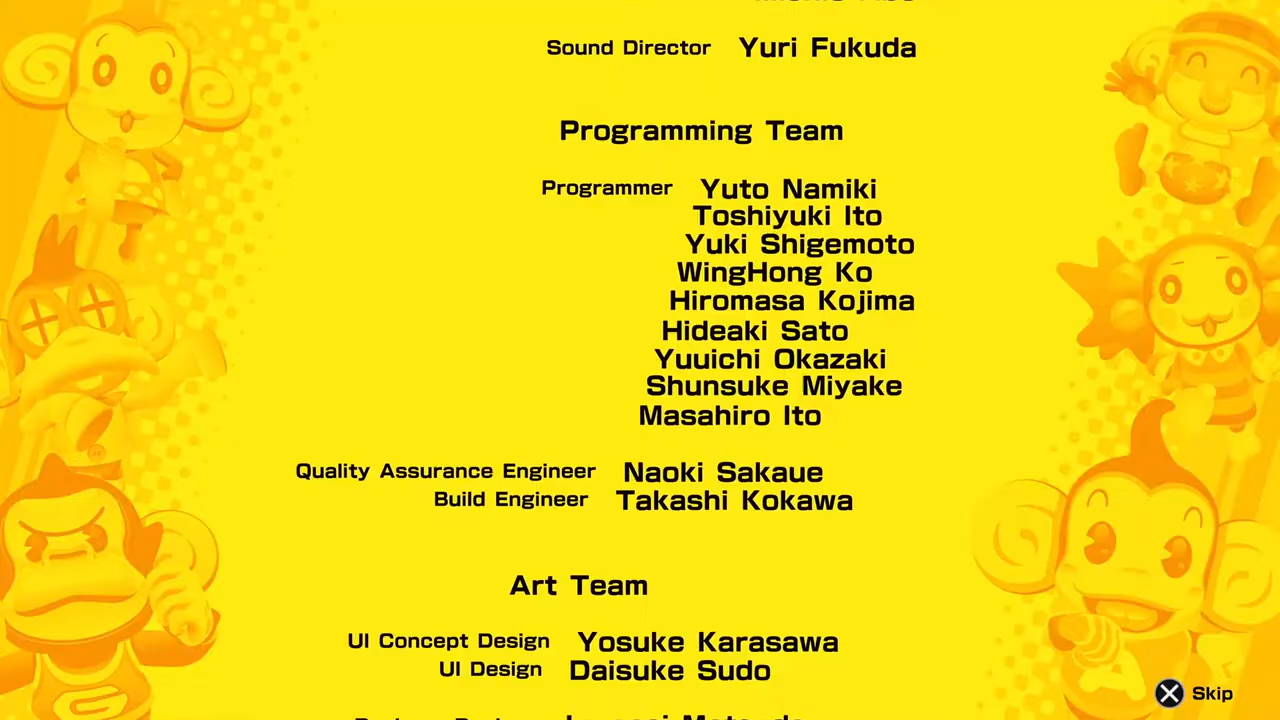 Sound Director Yuri Fukuda
Programming Team
Programmer Yuto Namiki
Toshiyuki Ito
Yuki Shigemoto
WingHong Ko
Hiromasa Kojima
Hideaki Sato
Yuuichi Okazaki
Shunsuke Miyake
Masahiro Ito
Quality Assurance Engineer Naoki Sakaue
Build Engineer Takashi Kokawa
Art Team
UI Concept Design Yosuke Karasawa
UI Design Daisuke Sudo
Skip